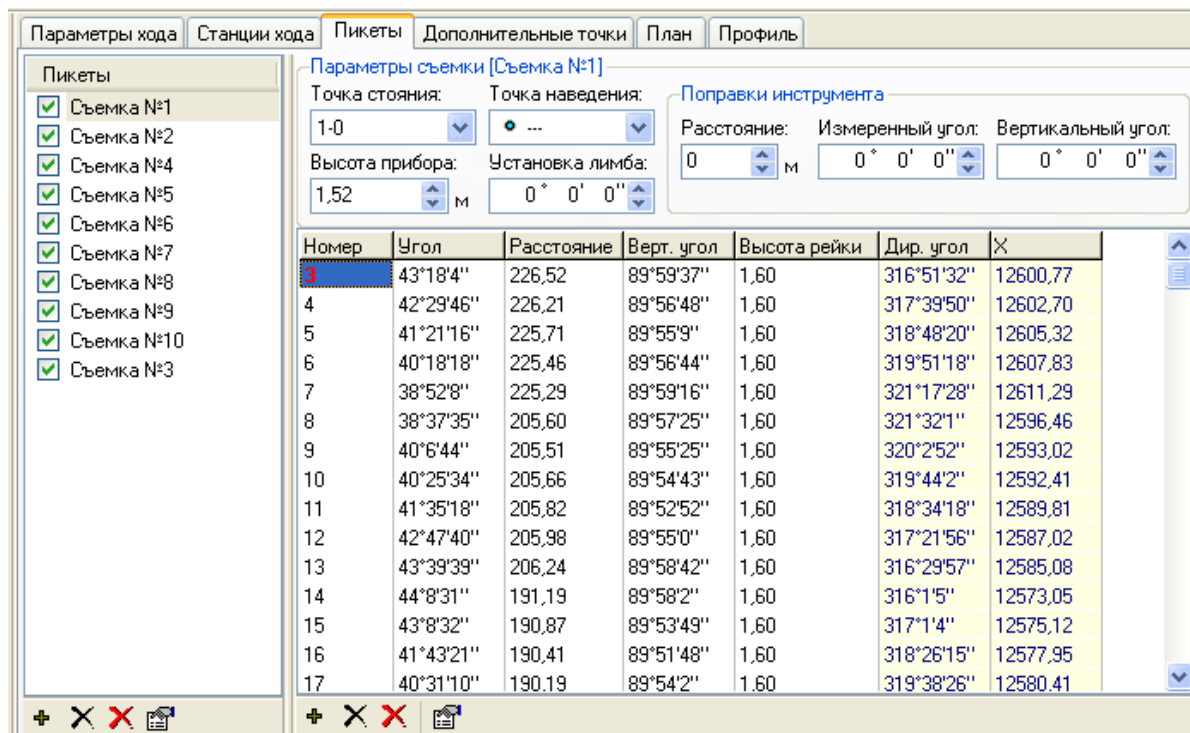 Параметры хода Станции хода Пикеты Дополнительные точки План Профиль
Пикеты
Съемка №1
Съемка №2
Съемка №4
Съемка №5
Съемка №6
Съемка №7
Съемка №8
Съемка №9
Съемка №10
Съемка №3
Параметры съемки [Съемка №1]
Точка стояния: Точка наведения:
1-0 ---
Высота прибора: Установка лимба:
1,52 м 0° 0' 0''
Поправки инструмента
Расстояние: Измеренный угол: Вертикальный угол:
0 м 0° 0' 0'' 0° 0' 0''
Номер Угол Расстояние Верт. угол Высота рейки Дир. угол X
3 43°18'4'' 226,52 89°59'37'' 1,60 316°51'32'' 12600,77
4 42°29'46'' 226,21 89°56'48'' 1,60 317°39'50'' 12602,70
5 41°21'16'' 225,71 89°55'9'' 1,60 318°48'20'' 12605,32
6 40°18'18'' 225,46 89°56'44'' 1,60 319°51'18'' 12607,83
7 38°52'8'' 225,29 89°59'16'' 1,60 321°17'28'' 12611,29
8 38°37'35'' 205,60 89°57'25'' 1,60 321°32'1'' 12596,46
9 40°6'44'' 205,51 89°55'25'' 1,60 320°2'52'' 12593,02
10 40°25'34'' 205,66 89°54'43'' 1,60 319°44'2'' 12592,41
11 41°35'18'' 205,82 89°52'52'' 1,60 318°34'18'' 12589,81
12 42°47'40'' 205,98 89°55'0'' 1,60 317°21'56'' 12587,02
13 43°39'39'' 206,24 89°58'42'' 1,60 316°29'57'' 12585,08
14 44°8'31'' 191,19 89°58'2'' 1,60 316°1'5'' 12573,05
15 43°8'32'' 190,87 89°53'49'' 1,60 317°1'4'' 12575,12
16 41°43'21'' 190,41 89°51'48'' 1,60 318°26'15'' 12577,95
17 40°31'10'' 190,19 89°54'2'' 1,60 319°38'26'' 12580,41